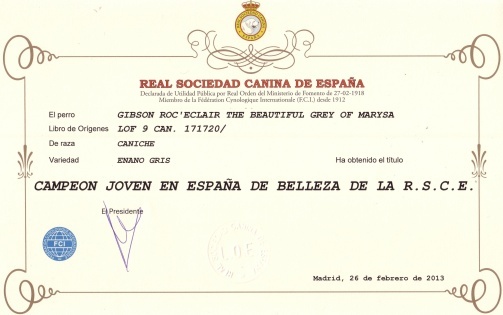 REAL SOCIEDAD CANINA DE ESPAÑA
Declarada de Utilidad Pública por Real Orden del Ministerio de Fomento de 27-02-1918
Miembro de la Fédération Cynologique Internationale (F.C.I.) desde 1912
El perro GIBSON ROC'ECLAIR THE BEAUTIFUL GREY OF MARYSA
Libro de Orígenes LOF 9 CAN. 171720/
De raza CANICHE
Variedad ENANO GRIS Ha obtenido el título
CAMPEON JOVEN EN ESPAÑA DE BELLEZA DE LA R.S.C.E.
El Presidente
FCI
Madrid, 26 de febrero de 2013